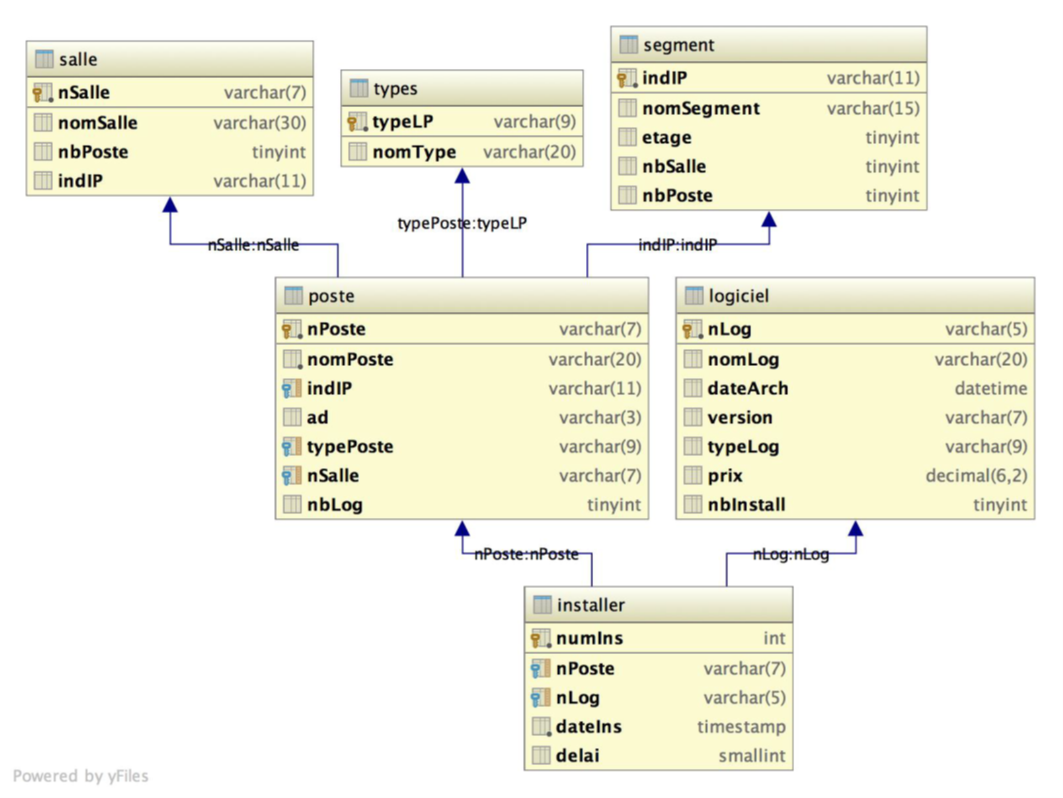 salle
nSalle varchar(7)
nomSalle varchar(30)
nbPoste tinyint
indIP varchar(11)
types
typeLP varchar(9)
nomType varchar(20)
segment
indIP varchar(11)
nomSegment varchar(15)
etage tinyint
nbSalle tinyint
nbPoste tinyint
nSalle:nSalle
typePoste:typeLP
indIP:indIP
poste
nPoste varchar(7)
nomPoste varchar(20)
indIP varchar(11)
ad varchar(3)
typePoste varchar(9)
nSalle varchar(7)
nbLog tinyint
logiciel
nLog varchar(5)
nomLog varchar(20)
dateArch datetime
version varchar(7)
typeLog varchar(9)
prix decimal(6,2)
nbInstall tinyint
nPoste:nPoste
nLog:nLog
installer
numIns int
nPoste varchar(7)
nLog varchar(5)
dateIns timestamp
delai smallint
Powered by yFiles